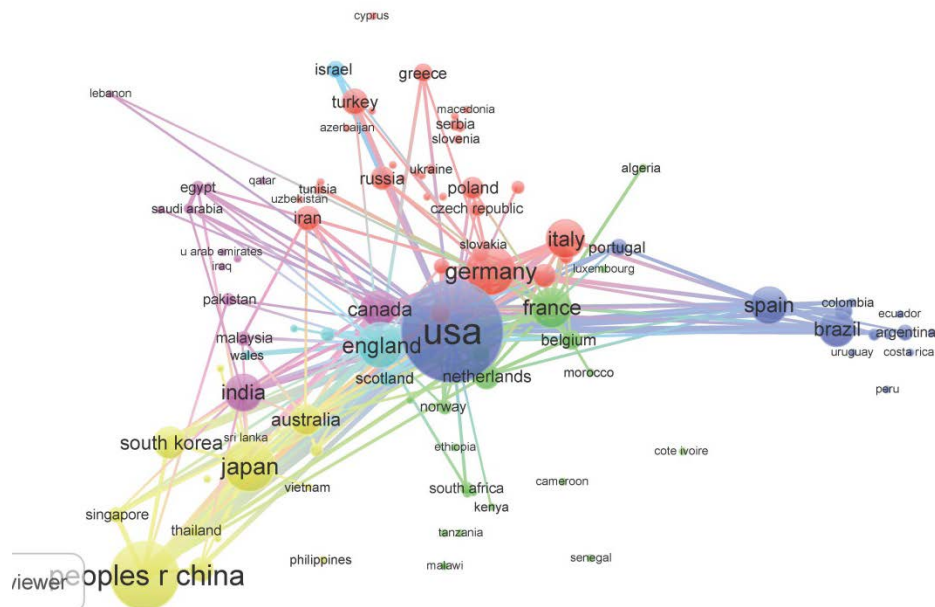 cyprus
israel
greece
lebanon
turkey
macedonia
azerbaijan
serbia
slovenia
ukraine
algeria
egypt
qatar
tunisia
russia
poland
uzbekistan
saudi arabia
iran
czech republic
slovakia
italy
portugal
u arab emirates
iraq
germany
luxembourg
pakistan
canada
france
spain
colombia
ecuador
usa
brazil
argentina
malaysia
england
belgium
wales
uruguay
costa rica
scotland
netherlands
morocco
india
peru
norway
australia
south korea
sri lanka
ethiopia
cote ivoire
japan
vietnam
south africa
cameroon
singapore
kenya
thailand
tanzania
philippines
malawi
senegal
peoples r china
viewer